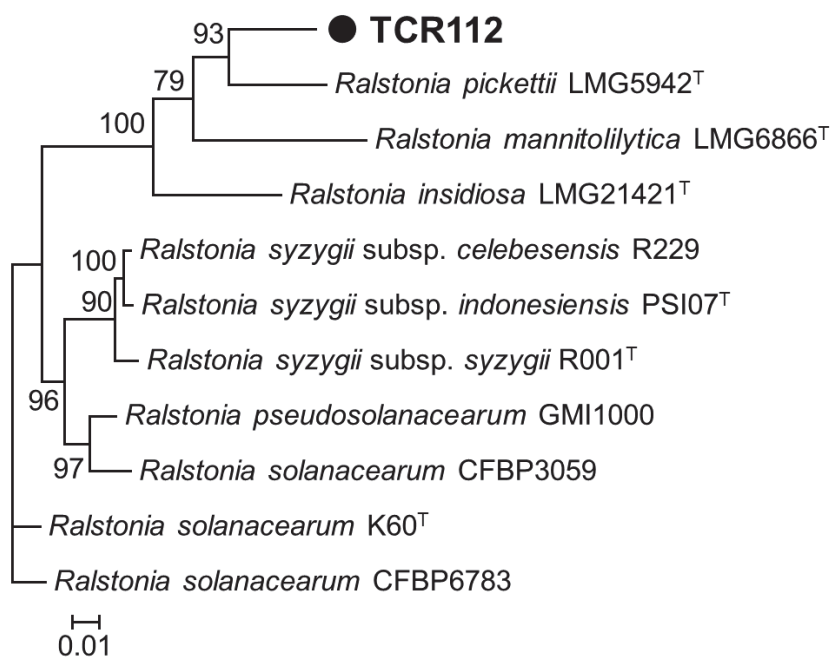 93
TCR112
79
Ralstonia pickettii LMG5942ᵀ
100
Ralstonia mannitolilytica LMG6866ᵀ
Ralstonia insidiosa LMG21421ᵀ
100
Ralstonia syzygii subsp. celebesensis R229
90
Ralstonia syzygii subsp. indonesiensis PSI07ᵀ
Ralstonia syzygii subsp. syzygii R001ᵀ
96
Ralstonia pseudosolanacearum GMI1000
97
Ralstonia solanacearum CFBP3059
Ralstonia solanacearum K60ᵀ
Ralstonia solanacearum CFBP6783
0.01